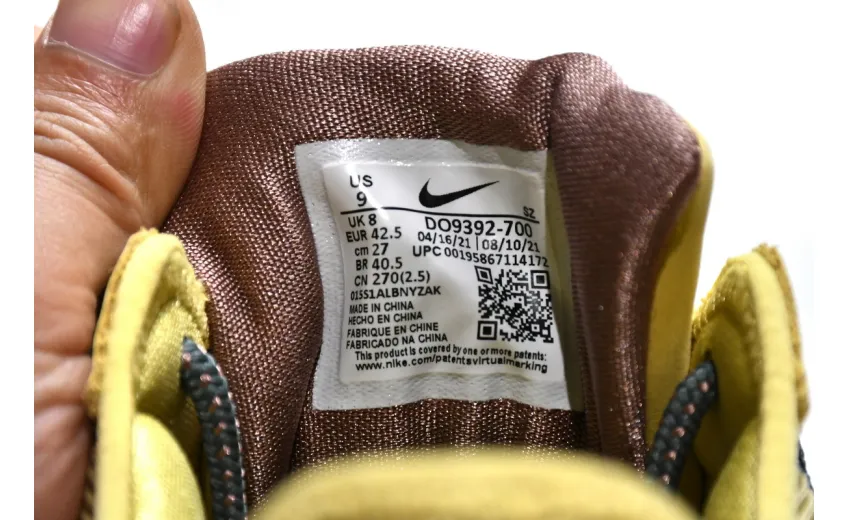 US
9
SZ
UK 8
EUR 42.5
cm 27
BR 40.5
CN 270(2.5)
DO9392-700
04/16/21 | 08/10/21
UPC 00195867114172
015S1ALBNYZAK
MADE IN CHINA
HECHO EN CHINA
FABRIQUE EN CHINE
FABRICADO NA CHINA
This product is covered by one or more patents:
www.nike.com/patentsvirtualmarking